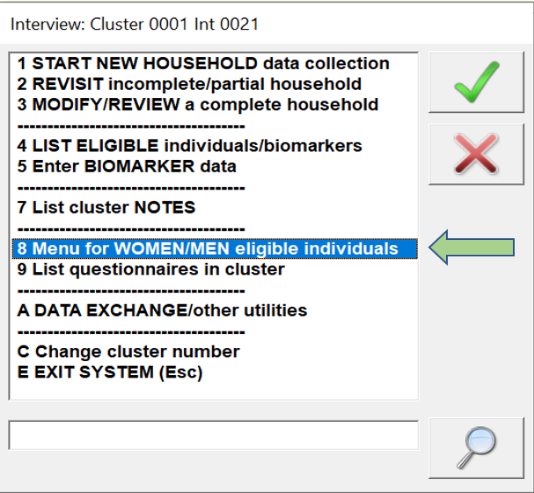 Interview: Cluster 0001 Int 0021
1 START NEW HOUSEHOLD data collection
2 REVISIT incomplete/partial household
3 MODIFY/REVIEW a complete household
--------------------------------------
4 LIST ELIGIBLE individuals/biomarkers
5 Enter BIOMARKER data
--------------------------------------
7 List cluster NOTES
--------------------------------------
8 Menu for WOMEN/MEN eligible individuals
9 List questionnaires in cluster
--------------------------------------
A DATA EXCHANGE/other utilities
--------------------------------------
C Change cluster number
E EXIT SYSTEM (Esc)